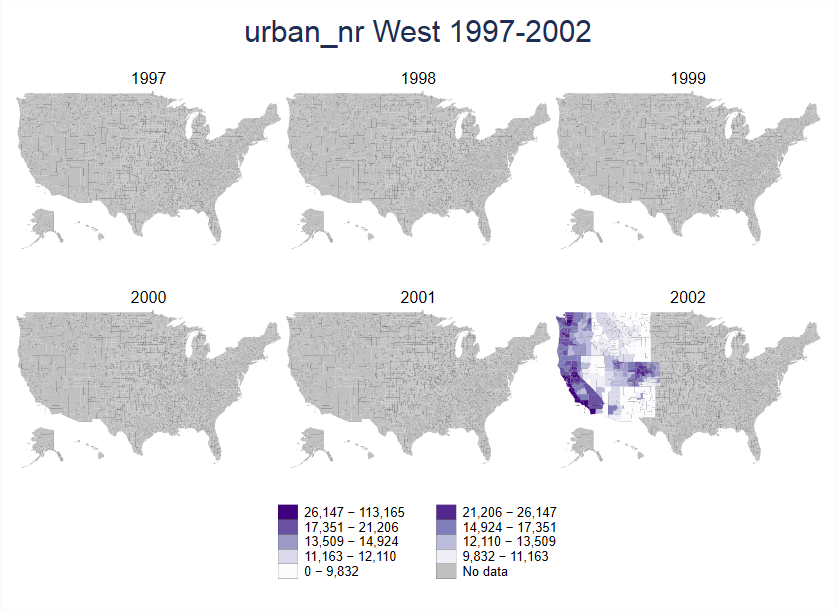 urban_nr West 1997-2002
1997 1998 1999
2000 2001 2002
26,147 − 113,165 21,206 − 26,147
17,351 − 21,206 14,924 − 17,351
13,509 − 14,924 12,110 − 13,509
11,163 − 12,110 9,832 − 11,163
0 − 9,832 No data